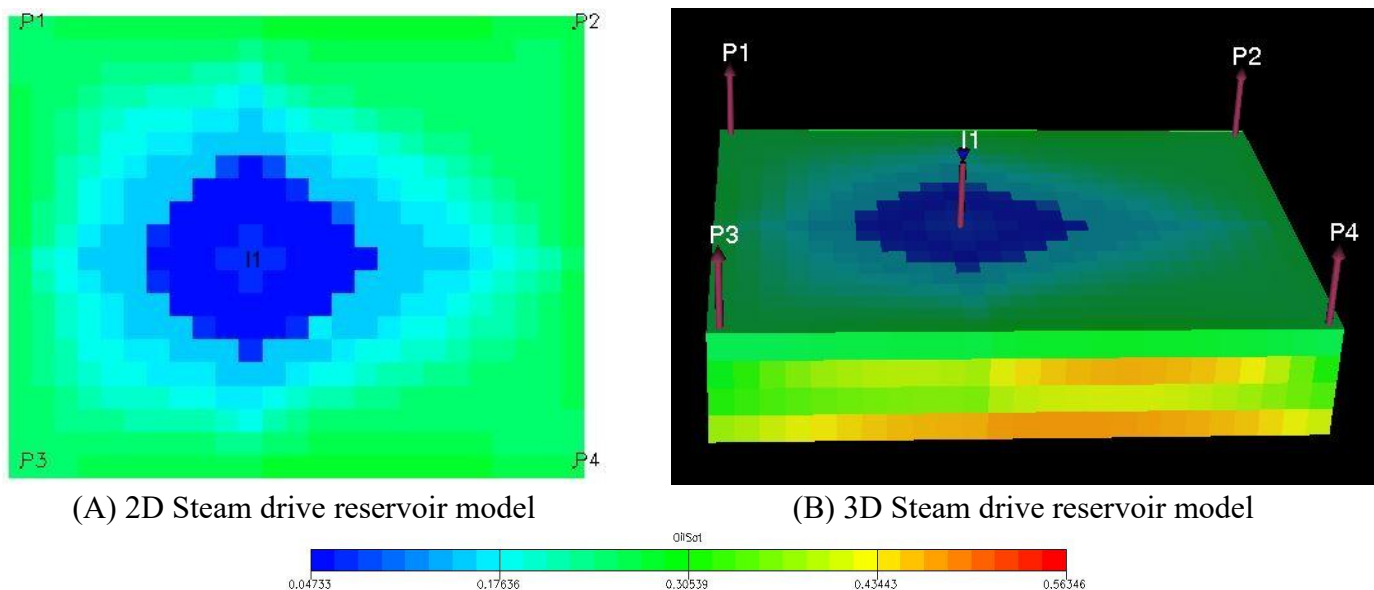 P1 P2
I1
P3 P4
P1 P2
I1
P3 P4
(A) 2D Steam drive reservoir model
(B) 3D Steam drive reservoir model
OilSat
0.04733 0.17636 0.30539 0.43443 0.56346